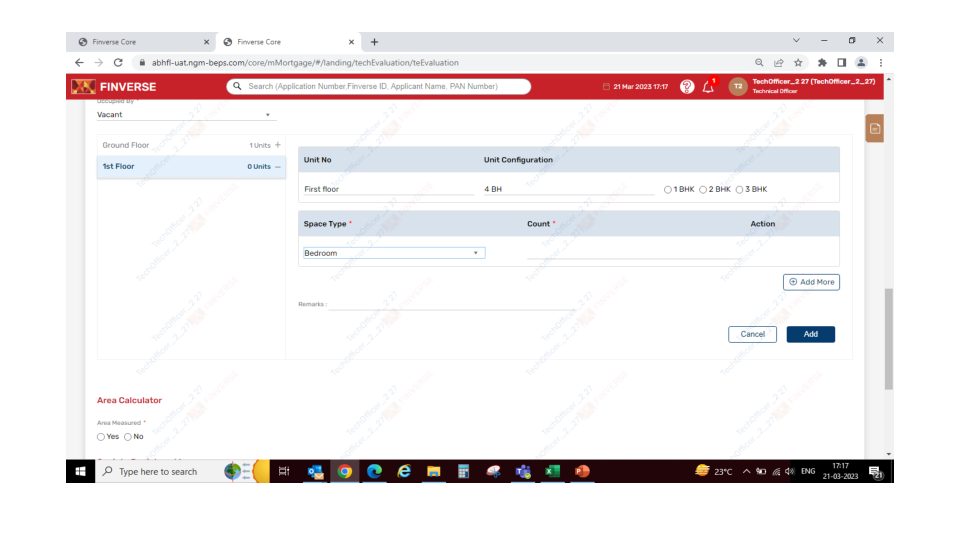 Finverse Core
Finverse Core
abhfl-uat.ngm-beps.com/core/mMortgage/#/landing/techEvaluation/teEvaluation
FINVERSE
Search (Application Number,Finverse ID, Applicant Name, PAN Number)
21 Mar 2023 17:17
T2
TechOfficer_2 27 (TechOfficer_2_27)
Technical Officer
Occupied By *
Vacant
Ground Floor 1 Units +
1st Floor 0 Units −
Unit No Unit Configuration
First floor 4 BH 1 BHK 2 BHK 3 BHK
Space Type * Count * Action
Bedroom
Add More
Remarks :
Cancel Add
Area Calculator
Area Measured *
Yes No
Type here to search
23°C
ENG
17:17
21-03-2023
21